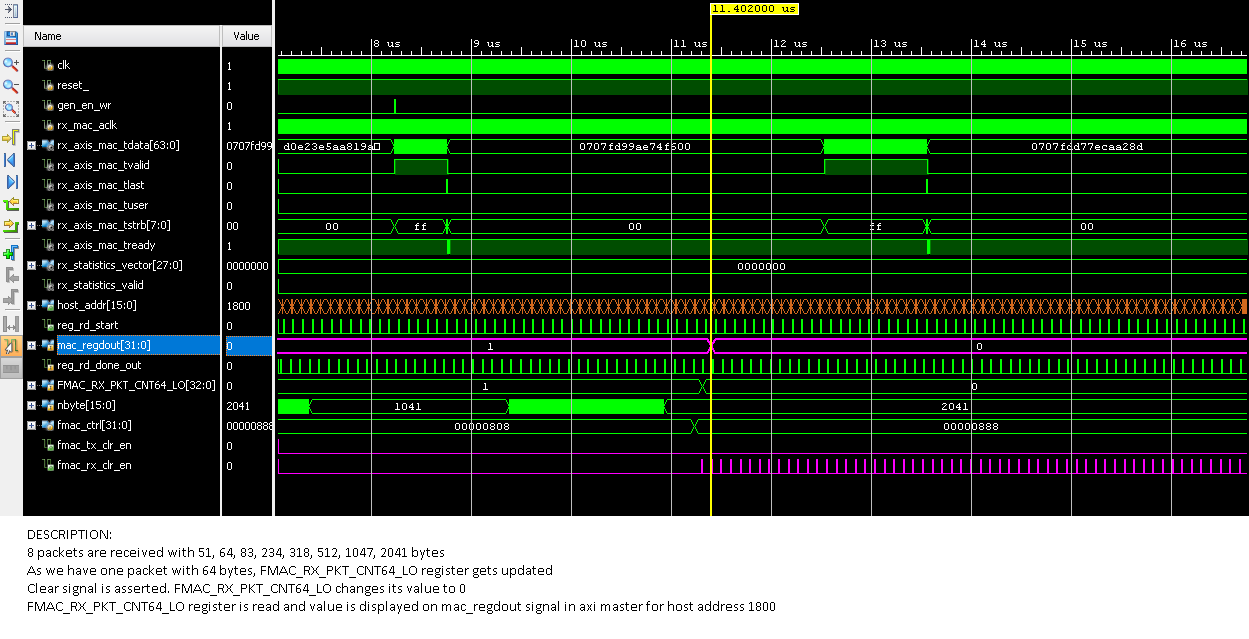 11.402000 us
Name Value
8 us 9 us 10 us 11 us 12 us 13 us 14 us 15 us 16 us
clk 1
reset_ 1
gen_en_wr 0
rx_mac_aclk 1
rx_axis_mac_tdata[63:0] 0707fd99 d0e23e5aa819a 0707fd99ae74f600 0707fcd77ecaa28d
rx_axis_mac_tvalid 0
rx_axis_mac_tlast 0
rx_axis_mac_tuser 0
rx_axis_mac_tstrb[7:0] 00 00 ff 00 ff 00
rx_axis_mac_tready 1
rx_statistics_vector[27:0] 0000000 0000000
rx_statistics_valid 0
host_addr[15:0] 1800
reg_rd_start 0
mac_regdout[31:0] 0 1 0
reg_rd_done_out 0
FMAC_RX_PKT_CNT64_LO[32:0] 0 1 0
nbyte[15:0] 2041 1041 2041
fmac_ctrl[31:0] 00000888 00000808 00000888
fmac_tx_clr_en 0
fmac_rx_clr_en 0
DESCRIPTION:
8 packets are received with 51, 64, 83, 234, 318, 512, 1047, 2041 bytes
As we have one packet with 64 bytes, FMAC_RX_PKT_CNT64_LO register gets updated
Clear signal is asserted. FMAC_RX_PKT_CNT64_LO changes its value to 0
FMAC_RX_PKT_CNT64_LO register is read and value is displayed on mac_regdout signal in axi master for host address 1800